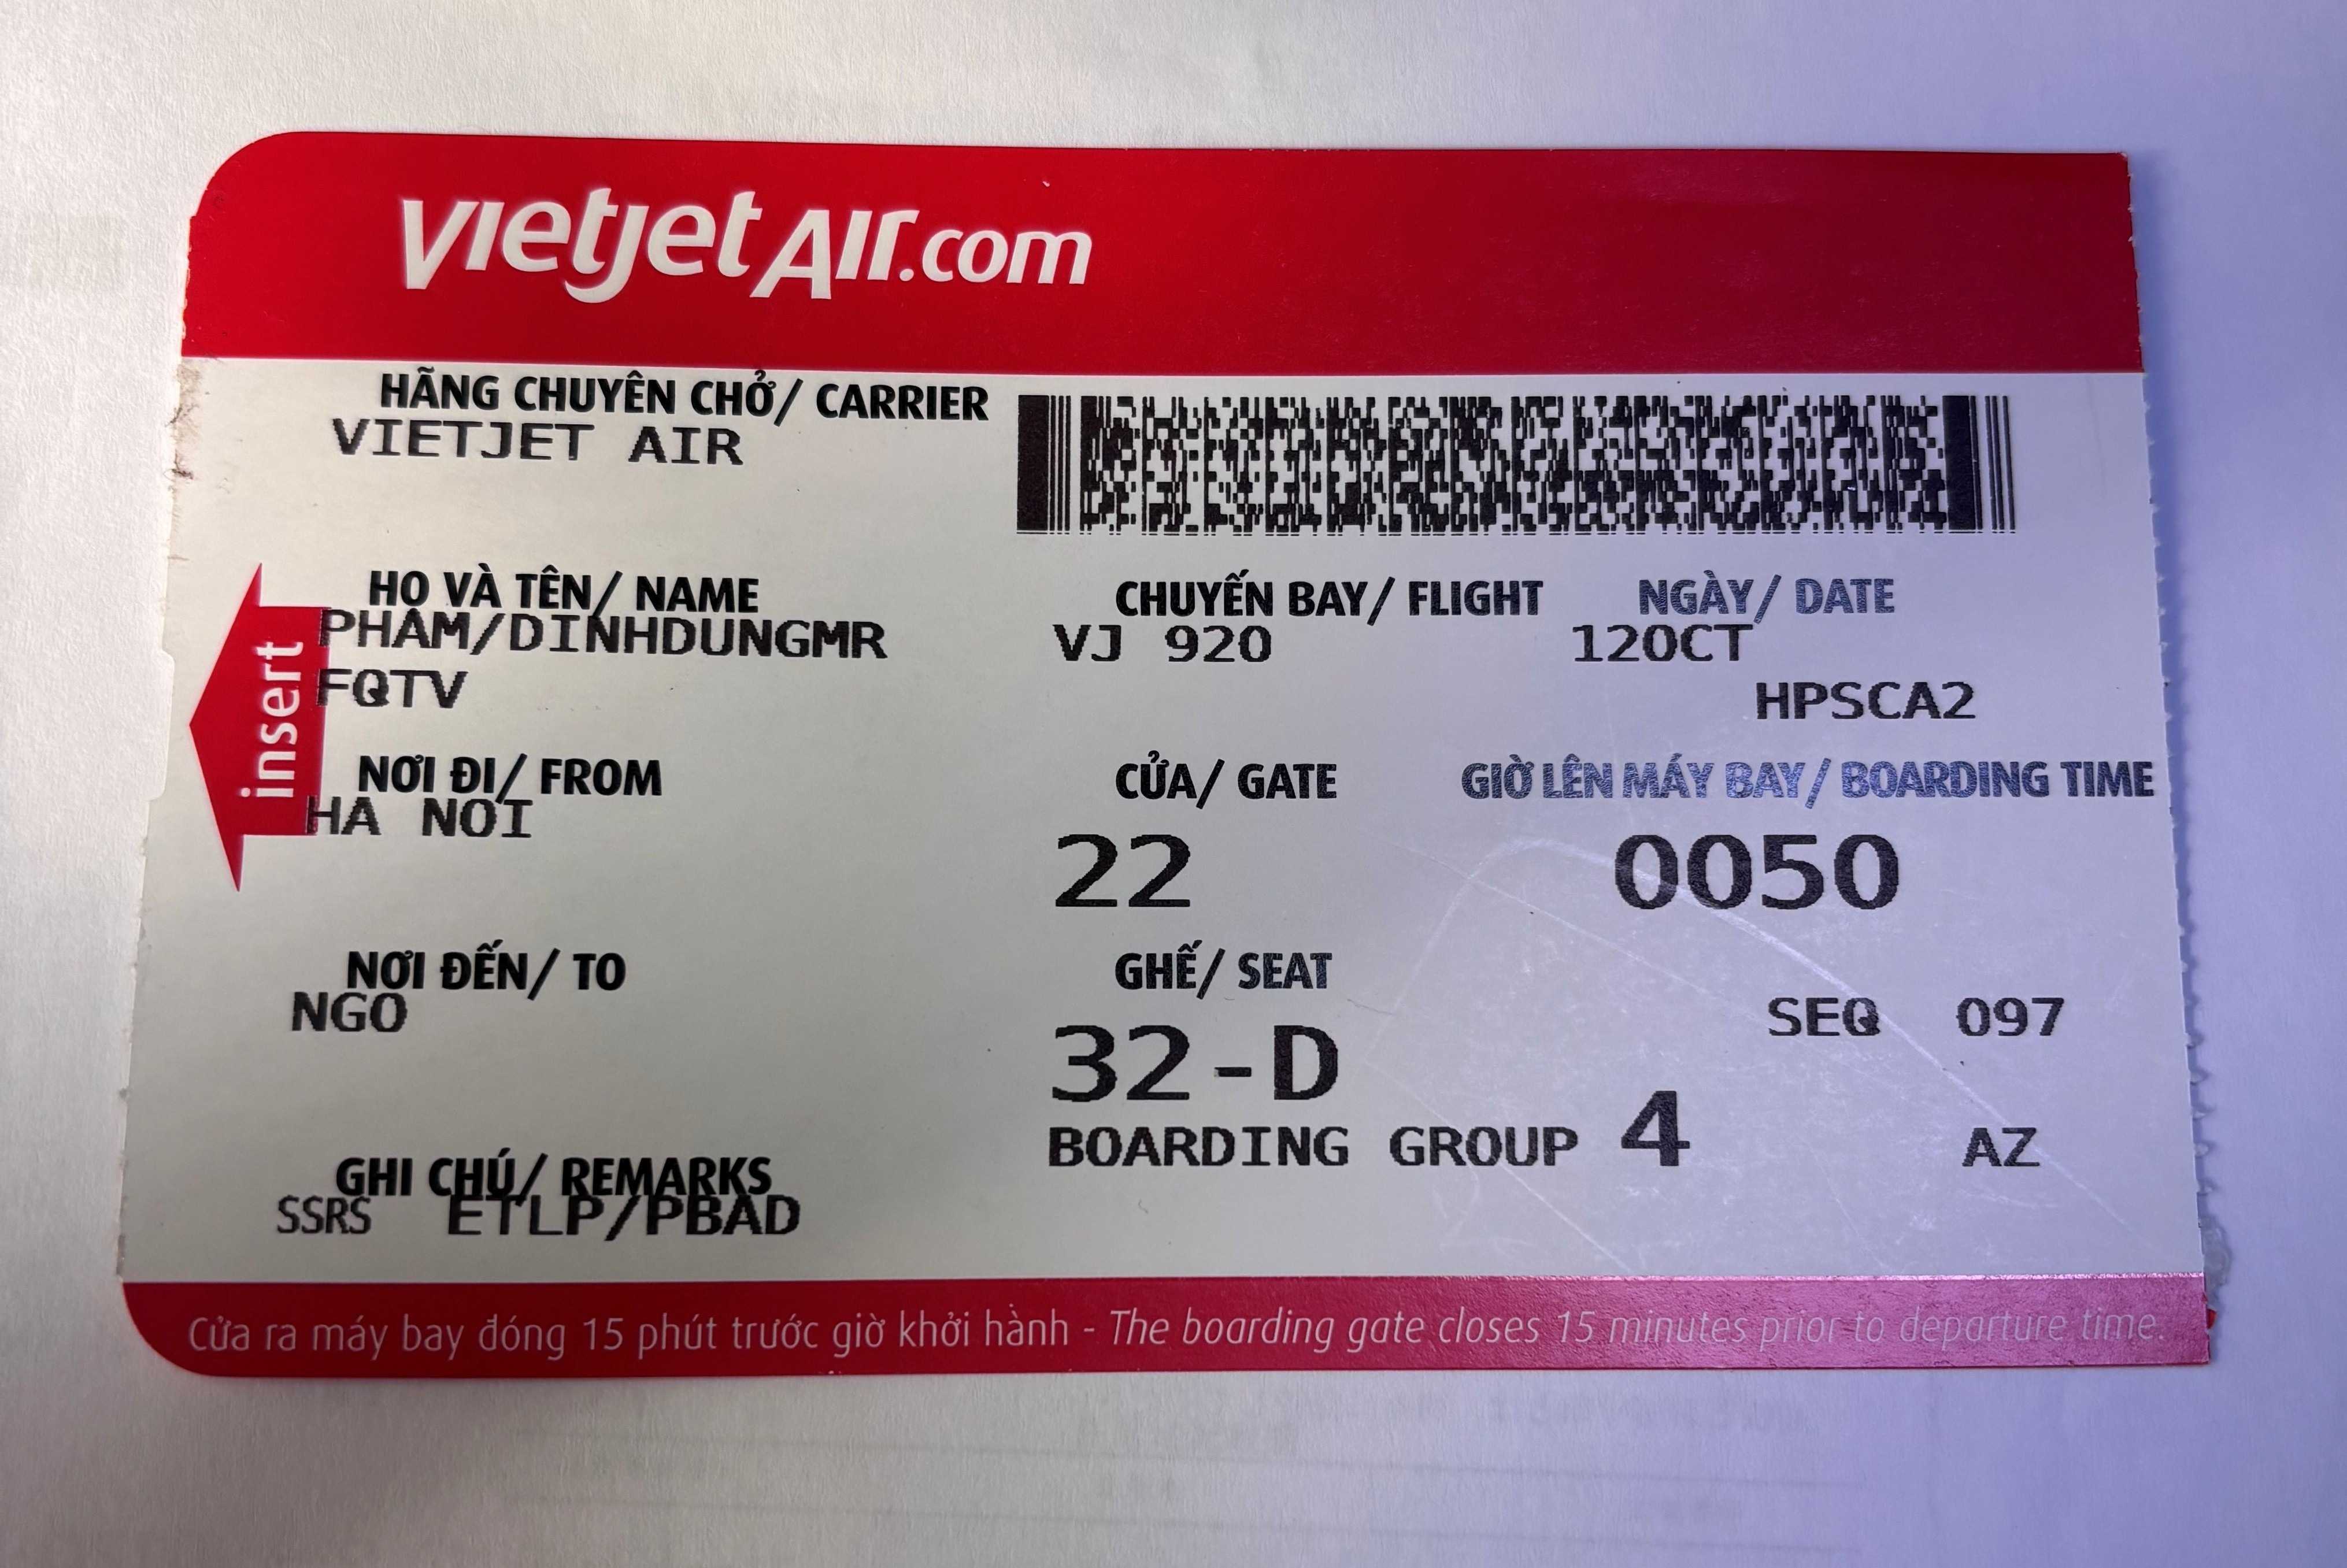 vietjetAir.com
HÃNG CHUYÊN CHỞ/ CARRIER
VIETJET AIR
HỌ VÀ TÊN/ NAME
PHAM/DINHDUNGMR
FQTV
CHUYẾN BAY/ FLIGHT
VJ 920
NGÀY/ DATE
12OCT
HPSCA2
insert
NƠI ĐI/ FROM
HA NOI
CỬA/ GATE
22
GIỜ LÊN MÁY BAY/ BOARDING TIME
0050
NƠI ĐẾN/ TO
NGO
GHẾ/ SEAT
32-D
SEQ 097
BOARDING GROUP 4
AZ
GHI CHÚ/ REMARKS
SSRS ETLP/PBAD
Cửa ra máy bay đóng 15 phút trước giờ khởi hành - The boarding gate closes 15 minutes prior to departure time.